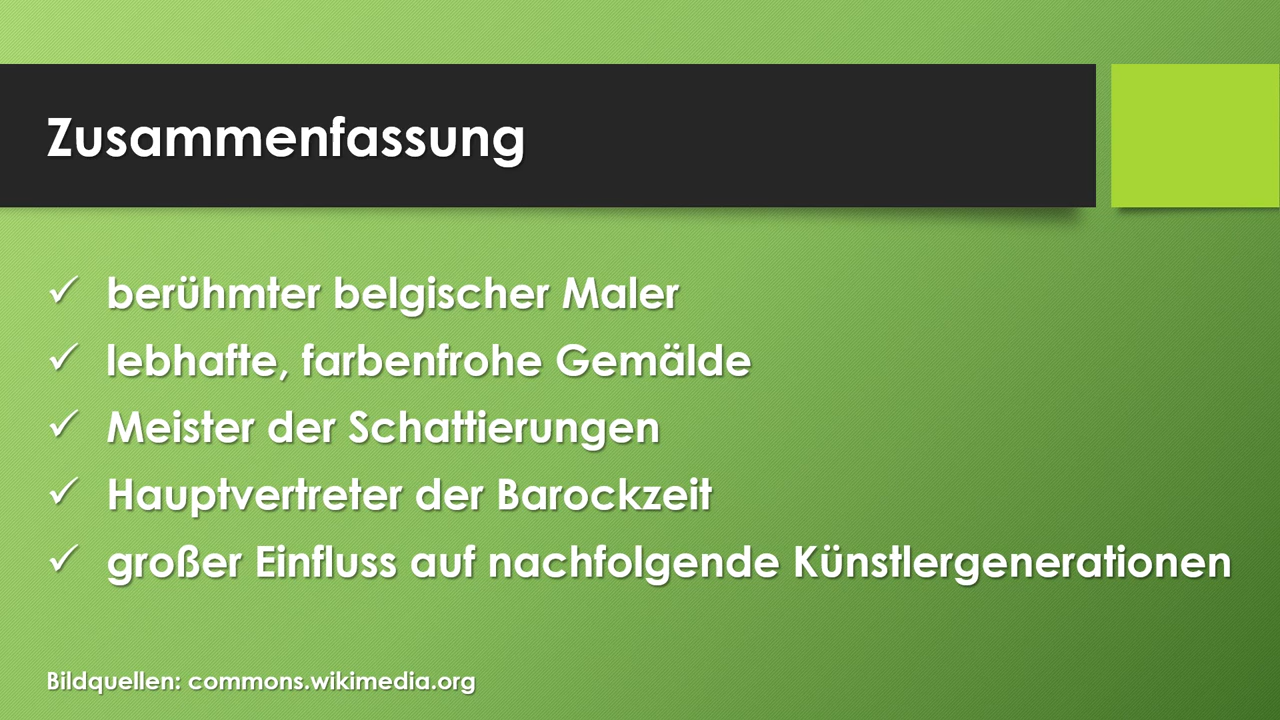 Zusammenfassung
✓ berühmter belgischer Maler
✓ lebhafte, farbenfrohe Gemälde
✓ Meister der Schattierungen
✓ Hauptvertreter der Barockzeit
✓ großer Einfluss auf nachfolgende Künstlergenerationen
Bildquellen: commons.wikimedia.org